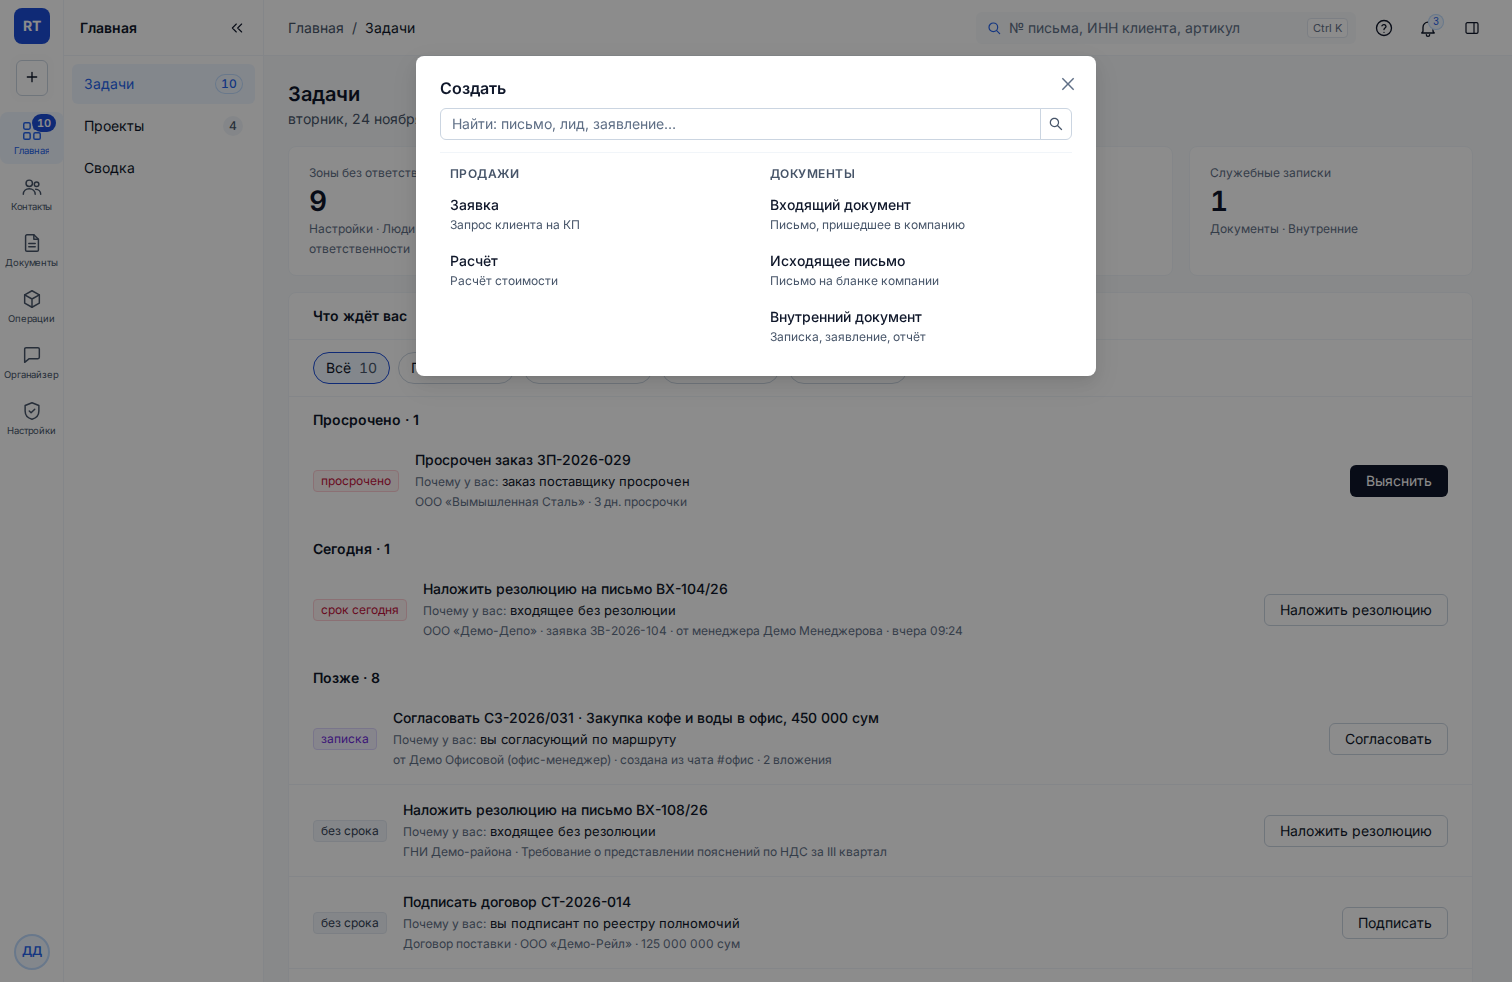 RT
Главная
Главная / Задачи
№ письма, ИНН клиента, артикул
Ctrl K
3
+
10
Главная
Контакты
Документы
Операции
Органайзер
Настройки
ДД
Задачи 10
Проекты 4
Сводка
Задачи
вторник, 24 ноябр
Зоны без ответств
9
Настройки · Люди
ответственности
Служебные записки
1
Документы · Внутренние
Создать
Найти: письмо, лид, заявление...
ПРОДАЖИ
Заявка
Запрос клиента на КП
Расчёт
Расчёт стоимости
ДОКУМЕНТЫ
Входящий документ
Письмо, пришедшее в компанию
Исходящее письмо
Письмо на бланке компании
Внутренний документ
Записка, заявление, отчёт
Что ждёт вас
Всё 10
Просрочено · 1
просрочено
Просрочен заказ ЗП-2026-029
Почему у вас: заказ поставщику просрочен
ООО «Вымышленная Сталь» · 3 дн. просрочки
Выяснить
Сегодня · 1
срок сегодня
Наложить резолюцию на письмо ВХ-104/26
Почему у вас: входящее без резолюции
ООО «Демо-Депо» · заявка ЗВ-2026-104 · от менеджера Демо Менеджерова · вчера 09:24
Наложить резолюцию
Позже · 8
записка
Согласовать СЗ-2026/031 · Закупка кофе и воды в офис, 450 000 сум
Почему у вас: вы согласующий по маршруту
от Демо Офисовой (офис-менеджер) · создана из чата #офис · 2 вложения
Согласовать
без срока
Наложить резолюцию на письмо ВХ-108/26
Почему у вас: входящее без резолюции
ГНИ Демо-района · Требование о представлении пояснений по НДС за III квартал
Наложить резолюцию
без срока
Подписать договор СТ-2026-014
Почему у вас: вы подписант по реестру полномочий
Договор поставки · ООО «Демо-Рейл» · 125 000 000 сум
Подписать